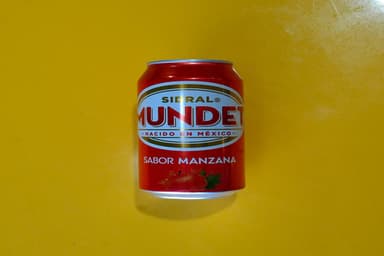 SIDRAL®
MUNDET
• NACIDO EN MÉXICO •
SABOR MANZANA